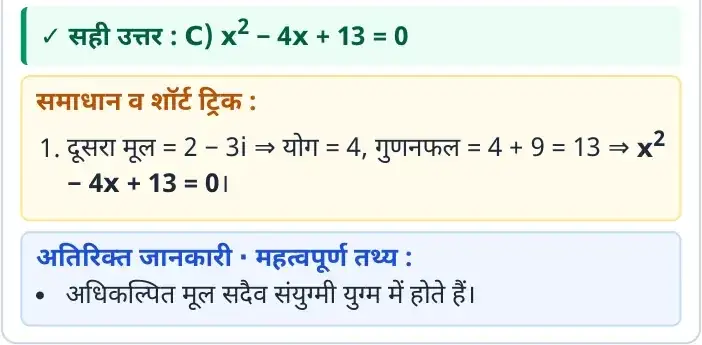 ✓ सही उत्तर : C) x² − 4x + 13 = 0
समाधान व शॉर्ट ट्रिक :
1. दूसरा मूल = 2 − 3i ⇒ योग = 4, गुणनफल = 4 + 9 = 13 ⇒ x²
− 4x + 13 = 0।
अतिरिक्त जानकारी · महत्वपूर्ण तथ्य :
• अधिकल्पित मूल सदैव संयुग्मी युग्म में होते हैं।